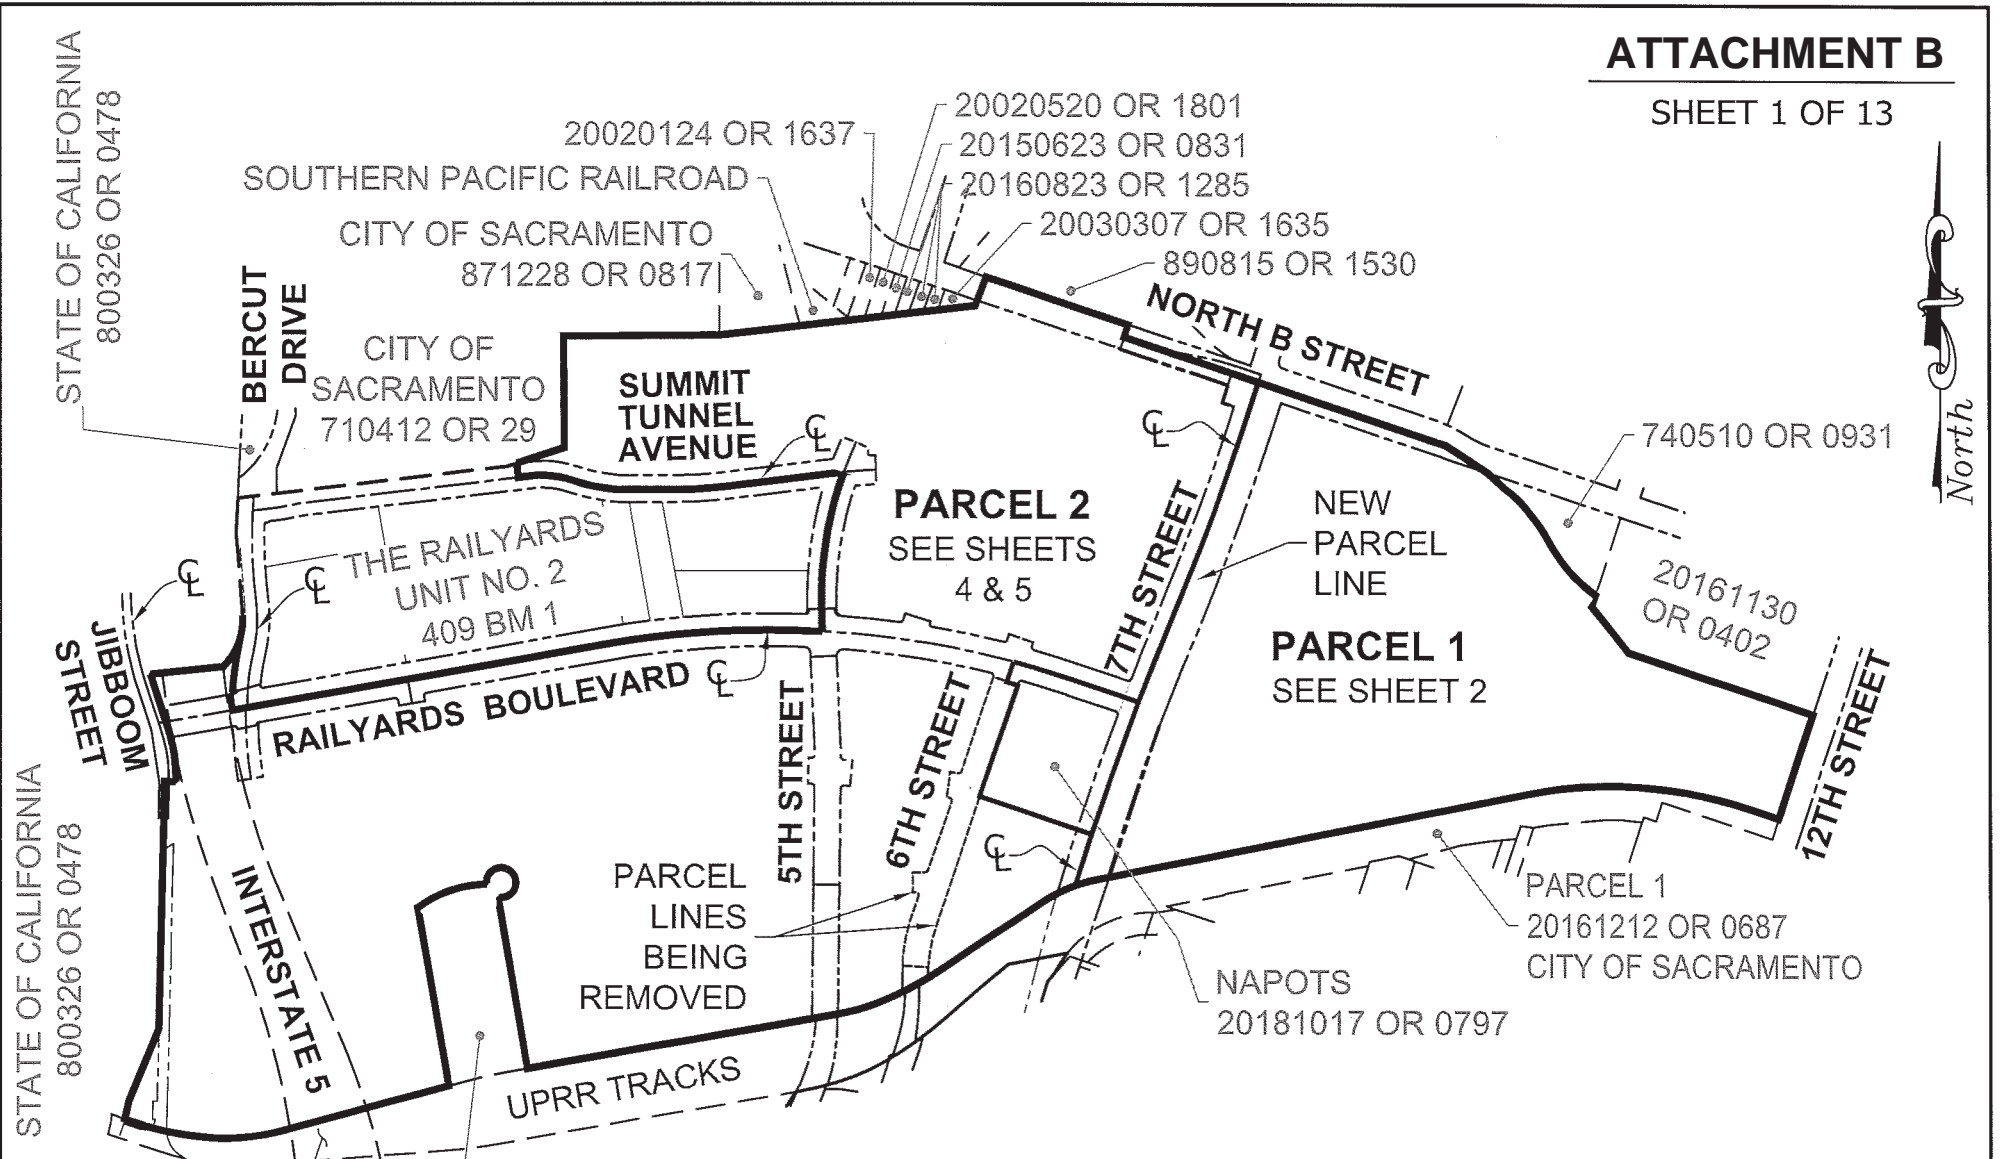 ATTACHMENT B
SHEET 1 OF 13
STATE OF CALIFORNIA
800326 OR 0478
20020124 OR 1637
20020520 OR 1801
20150623 OR 0831
20160823 OR 1285
SOUTHERN PACIFIC RAILROAD
20030307 OR 1635
CITY OF SACRAMENTO
871228 OR 0817
890815 OR 1530
BERCUT
DRIVE
NORTH B STREET
CITY OF
SACRAMENTO
710412 OR 29
SUMMIT
TUNNEL
AVENUE
℄
℄
740510 OR 0931
North
PARCEL 2
SEE SHEETS
4 & 5
7TH STREET
NEW
PARCEL
LINE
THE RAILYARDS
UNIT NO. 2
409 BM 1
℄
℄
20161130
OR 0402
JIBBOOM
STREET
PARCEL 1
SEE SHEET 2
RAILYARDS BOULEVARD
℄
5TH STREET
6TH STREET
12TH STREET
STATE OF CALIFORNIA
800326 OR 0478
INTERSTATE 5
PARCEL
LINES
BEING
REMOVED
℄
PARCEL 1
20161212 OR 0687
CITY OF SACRAMENTO
NAPOTS
20181017 OR 0797
UPRR TRACKS